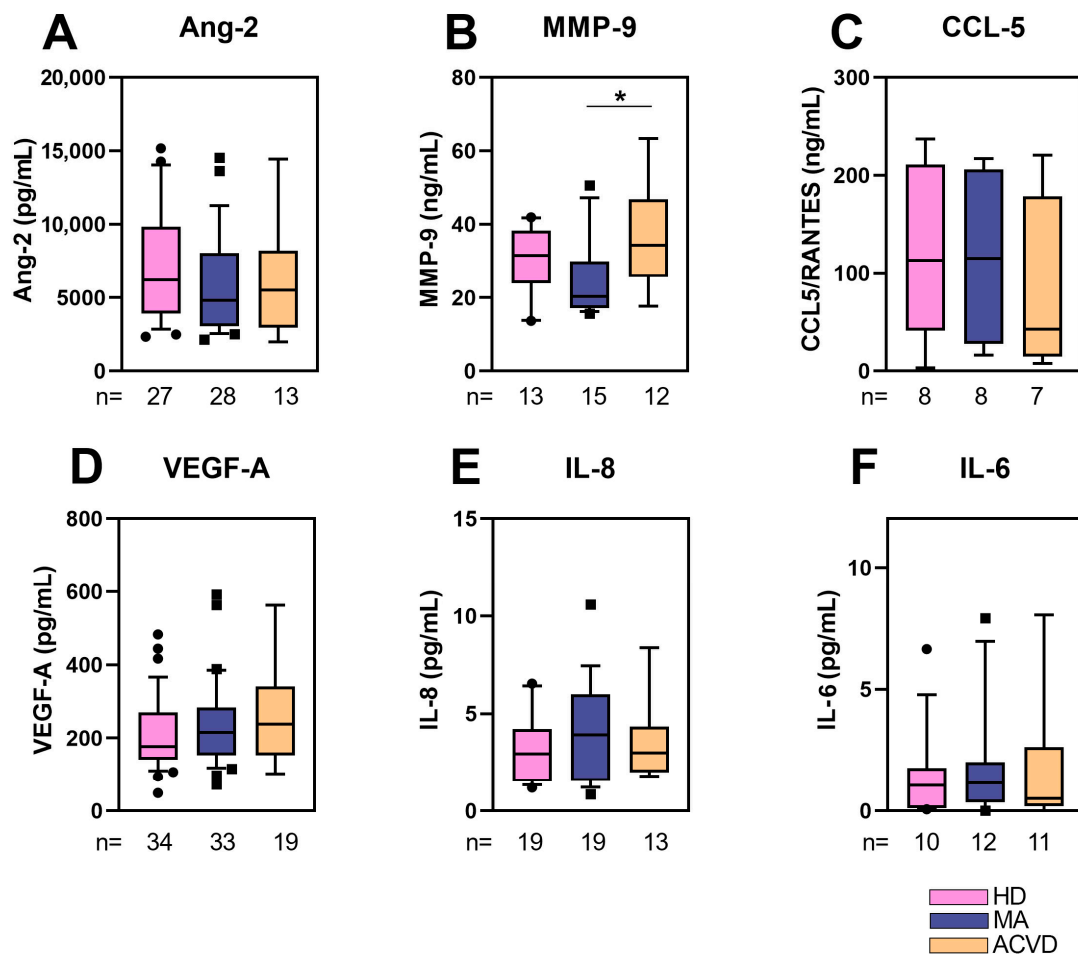 A Ang-2
20,000
15,000
10,000
5000
0
Ang-2 (pg/mL)
n= 27 28 13
B MMP-9
80
60
40
20
0
MMP-9 (ng/mL)
*
n= 13 15 12
C CCL-5
300
200
100
0
CCL5/RANTES (ng/mL)
n= 8 8 7
D VEGF-A
800
600
400
200
0
VEGF-A (pg/mL)
n= 34 33 19
E IL-8
15
10
5
0
IL-8 (pg/mL)
n= 19 19 13
F IL-6
10
5
0
IL-6 (pg/mL)
n= 10 12 11
HD
MA
ACVD